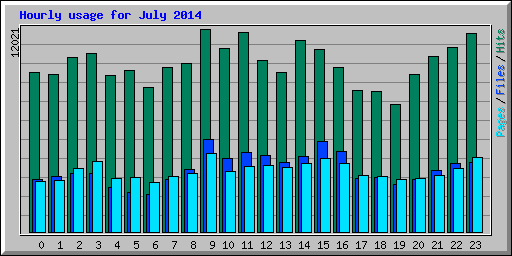 Hourly usage for July 2014
12021
Pages/Files/Hits
0 1 2 3 4 5 6 7 8 9 10 11 12 13 14 15 16 17 18 19 20 21 22 23